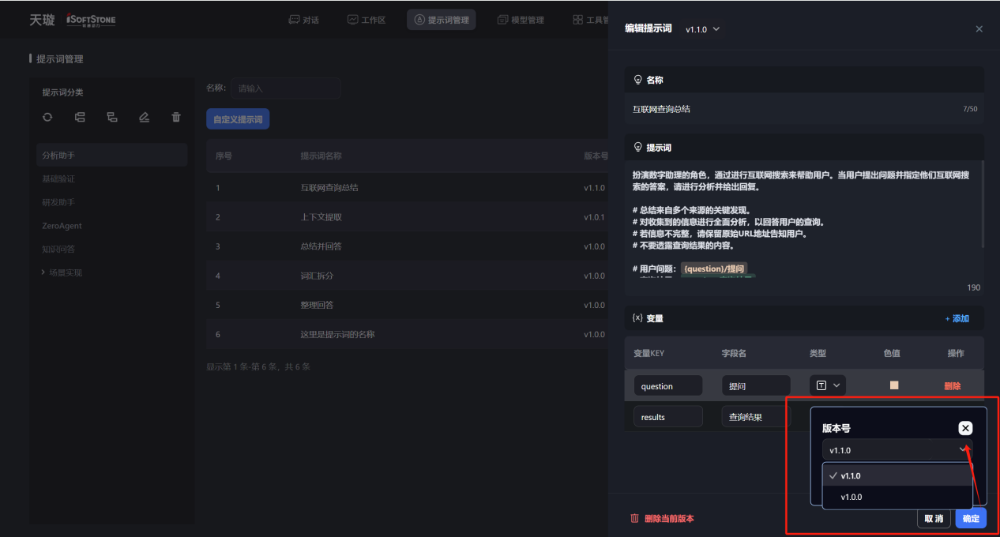 天璇 iSOFTSTONE
对话 工作区 提示词管理 模型管理 工具管
提示词管理
提示词分类
分析助手
基础验证
研发助手
ZeroAgent
知识问答
场景实现
名称: 请输入
自定义提示词
序号 提示词名称 版本号
1 互联网查询总结 v1.1.0
2 上下文提取 v1.0.1
3 总结并回答 v1.0.0
4 词汇拆分 v1.0.0
5 整理回答 v1.0.0
6 这里是提示词的名称 v1.0.0
显示第 1 条-第 6 条，共 6 条
编辑提示词 v1.1.0
名称
互联网查询总结 7/50
提示词
扮演数字助理的角色，通过进行互联网搜索来帮助用户。当用户提出问题并指定他们互联网搜
索的答案，请进行分析并给出回复。
# 总结来自多个来源的关键发现。
# 对收集到的信息进行全面分析，以回答用户的查询。
# 若信息不完整，请保留原始URL地址告知用户。
# 不要透露查询结果的内容。
# 用户问题： {question}/提问
190
{x} 变量 + 添加
变量KEY 字段名 类型 色值 操作
question 提问 T 删除
results 查询结果
版本号
v1.1.0
v1.1.0
v1.0.0
删除当前版本 取消 确定